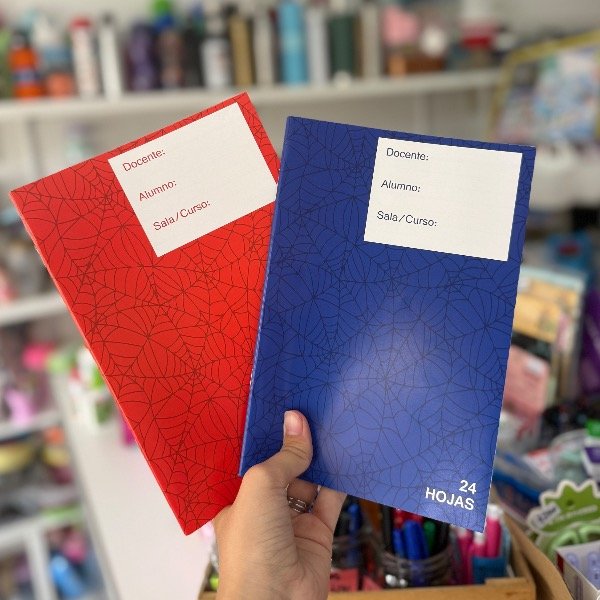 Docente:
Alumno:
Sala/Curso:
Docente:
Alumno:
Sala/Curso:
24
HOJAS